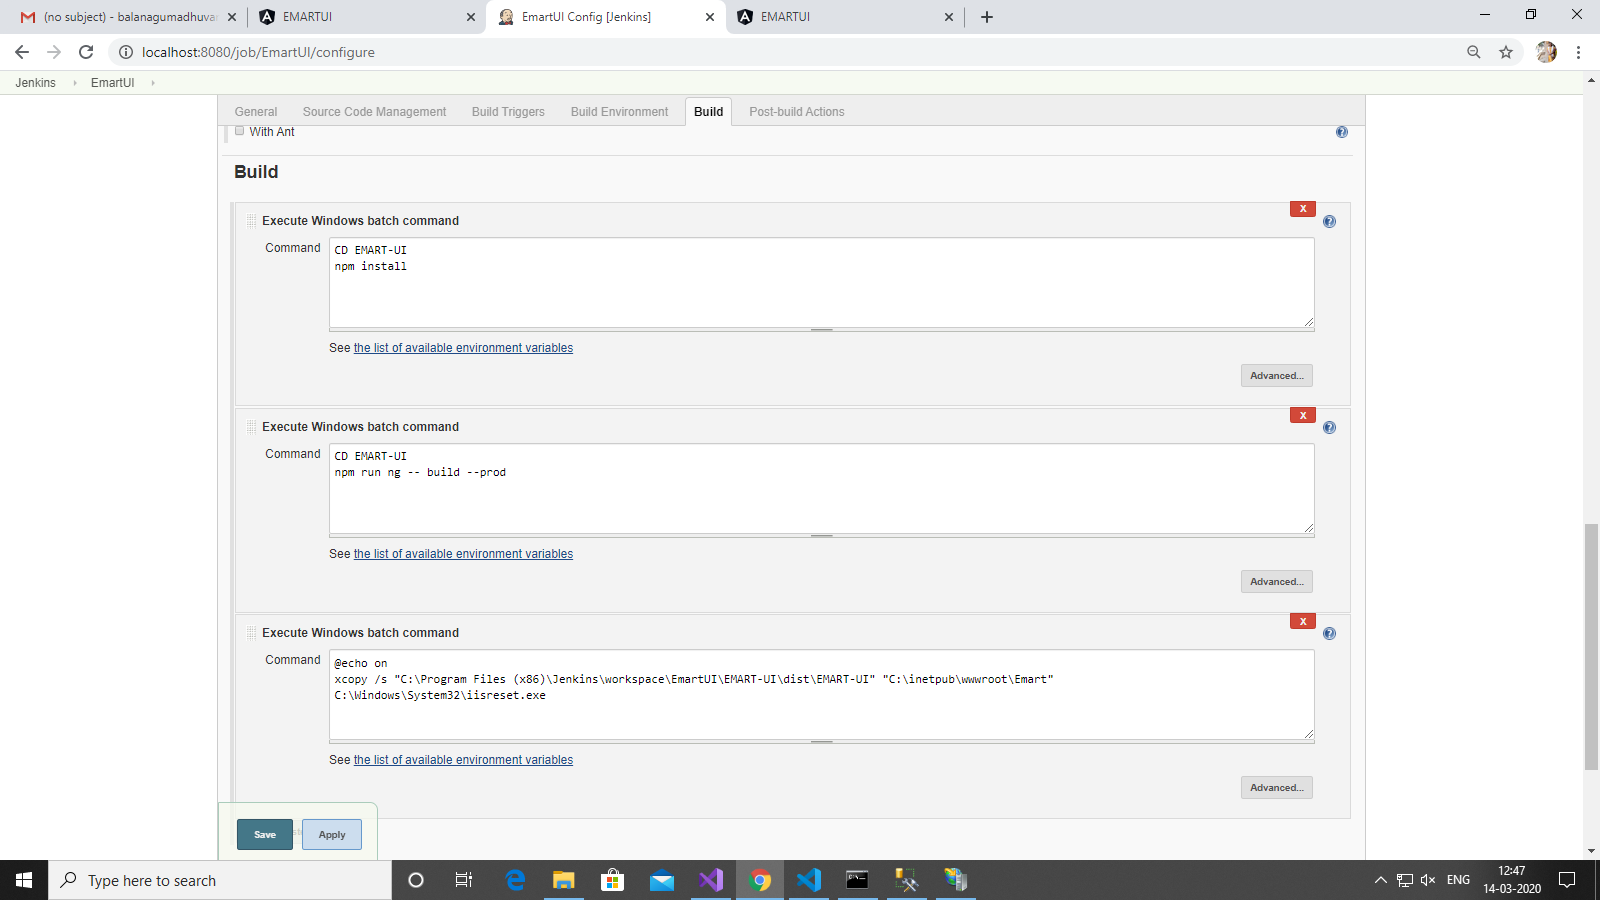 (no subject) - balanagumadhuvar
EMARTUI
EmartUI Config [Jenkins]
EMARTUI
localhost:8080/job/EmartUI/configure
Jenkins
EmartUI
General
Source Code Management
Build Triggers
Build Environment
Build
Post-build Actions
With Ant
Build
X
Execute Windows batch command
Command
CD EMART-UI
npm install
See the list of available environment variables
Advanced...
X
Execute Windows batch command
Command
CD EMART-UI
npm run ng -- build --prod
See the list of available environment variables
Advanced...
X
Execute Windows batch command
Command
@echo on
xcopy /s "C:\Program Files (x86)\Jenkins\workspace\EmartUI\EMART-UI\dist\EMART-UI" "C:\inetpub\wwwroot\Emart"
C:\Windows\System32\iisreset.exe
See the list of available environment variables
Advanced...
Save
Apply
Type here to search
ENG
12:47
14-03-2020